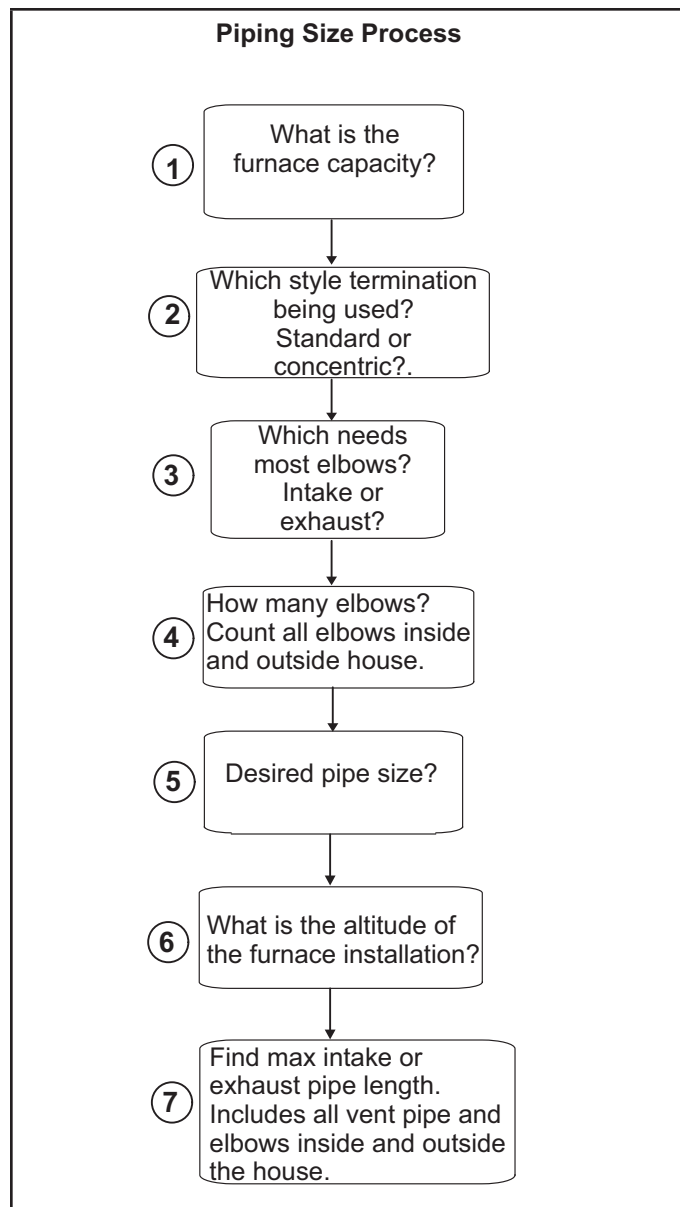 Piping Size Process
1
What is the
furnace capacity?
2
Which style termination
being used?
Standard or
concentric?.
3
Which needs
most elbows?
Intake or
exhaust?
4
How many elbows?
Count all elbows inside
and outside house.
5
Desired pipe size?
6
What is the altitude of
the furnace installation?
7
Find max intake or
exhaust pipe length.
Includes all vent pipe and
elbows inside and outside
the house.